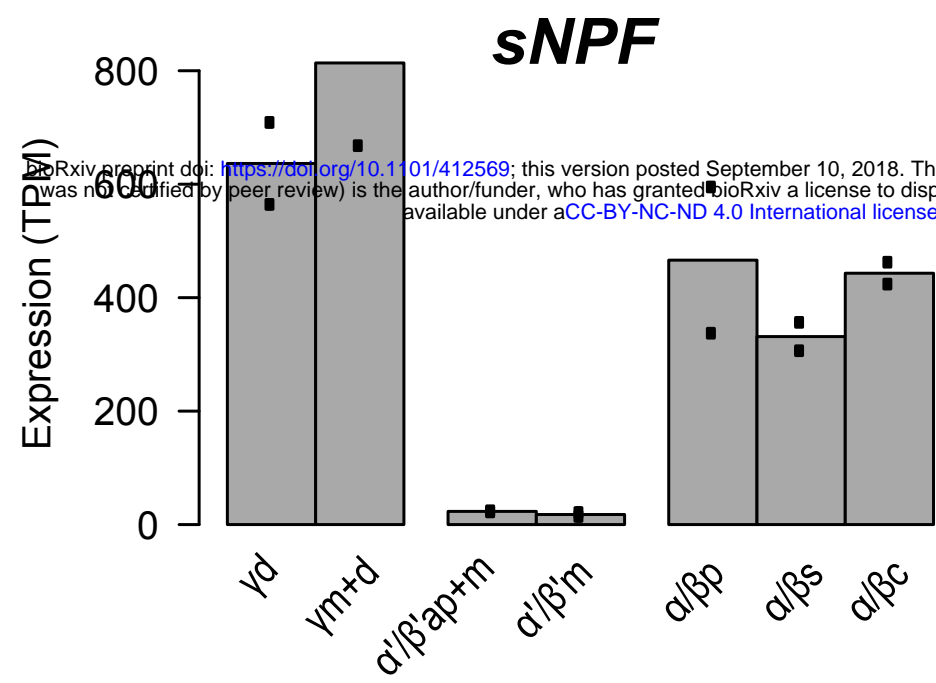 sNPF
800
bioRxiv preprint doi: https://doi.org/10.1101/412569; this version posted September 10, 2018. Th
was not certified by peer review) is the author/funder, who has granted bioRxiv a license to disp
available under aCC-BY-NC-ND 4.0 International license
600
400
200
0
Expression (TPM)
γd
γm+d
α'/β'ap+m
α'/β'm
α/βp
α/βs
α/βc